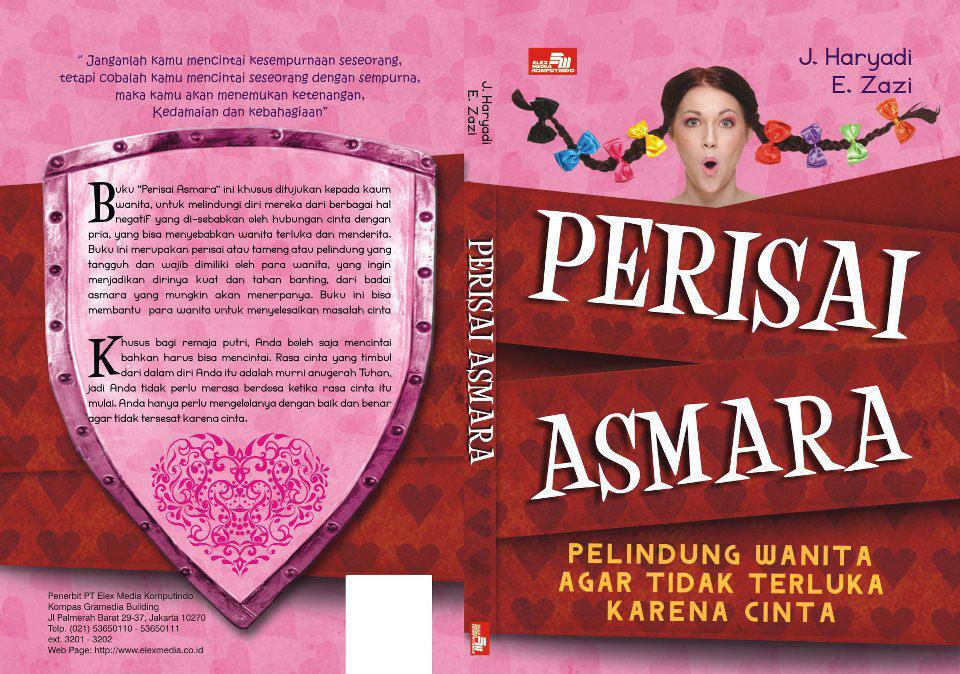 “ Janganlah kamu mencintai kesempurnaan seseorang,
tetapi cobalah kamu mencintai seseorang dengan sempurna,
maka kamu akan menemukan ketenangan,
Kedamaian dan kebahagiaan”
Buku “Perisai Asmara” ini khusus ditujukan kepada kaum
wanita, untuk melindungi diri mereka dari berbagai hal
negatif yang di-sebabkan oleh hubungan cinta dengan
pria, yang bisa menyebabkan wanita terluka dan menderita.
Buku ini merupakan perisai atau tameng atau pelindung yang
tangguh dan wajib dimiliki oleh para wanita, yang ingin
menjadikan dirinya kuat dan tahan banting, dari badai
asmara yang mungkin akan menerpanya. Buku ini bisa
membantu para wanita untuk menyelesaikan masalah cinta
Khusus bagi remaja putri, Anda boleh saja mencintai
bahkan harus bisa mencintai. Rasa cinta yang timbul
dari dalam diri Anda itu adalah murni anugerah Tuhan,
jadi Anda tidak perlu merasa berdosa ketika rasa cinta itu
mulai. Anda hanya perlu mengelolanya dengan baik dan benar
agar tidak tersesat karena cinta.
Penerbit PT Elex Media Komputindo
Kompas Gramedia Building
Jl Palmerah Barat 29-37, Jakarta 10270
Telp. (021) 53650110 - 53650111
ext. 3201 - 3202
Web Page: http://www.elexmedia.co.id
J. Haryadi
E. Zazi
PERISAI ASMARA
ELEX MEDIA KOMPUTINDO
ELEX
MEDIA
KOMPUTINDO
J. Haryadi
E. Zazi
PERISAI
ASMARA
PELINDUNG WANITA
AGAR TIDAK TERLUKA
KARENA CINTA